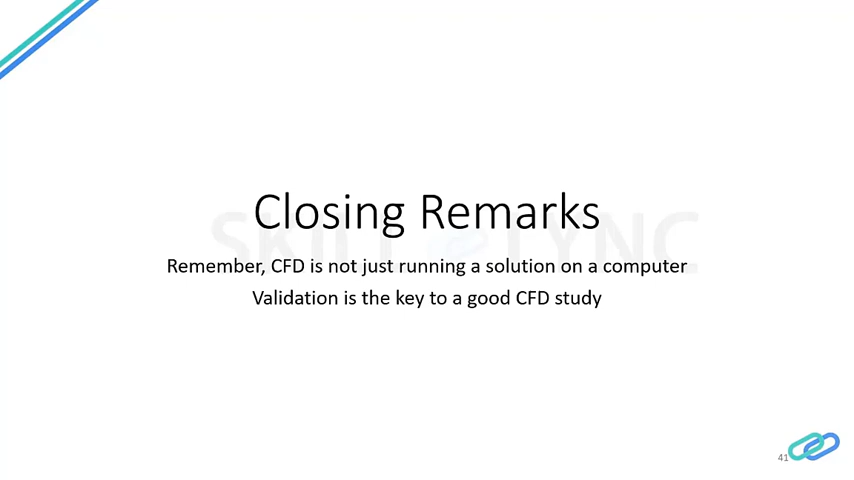 Closing Remarks
Remember, CFD is not just running a solution on a computer
Validation is the key to a good CFD study
41